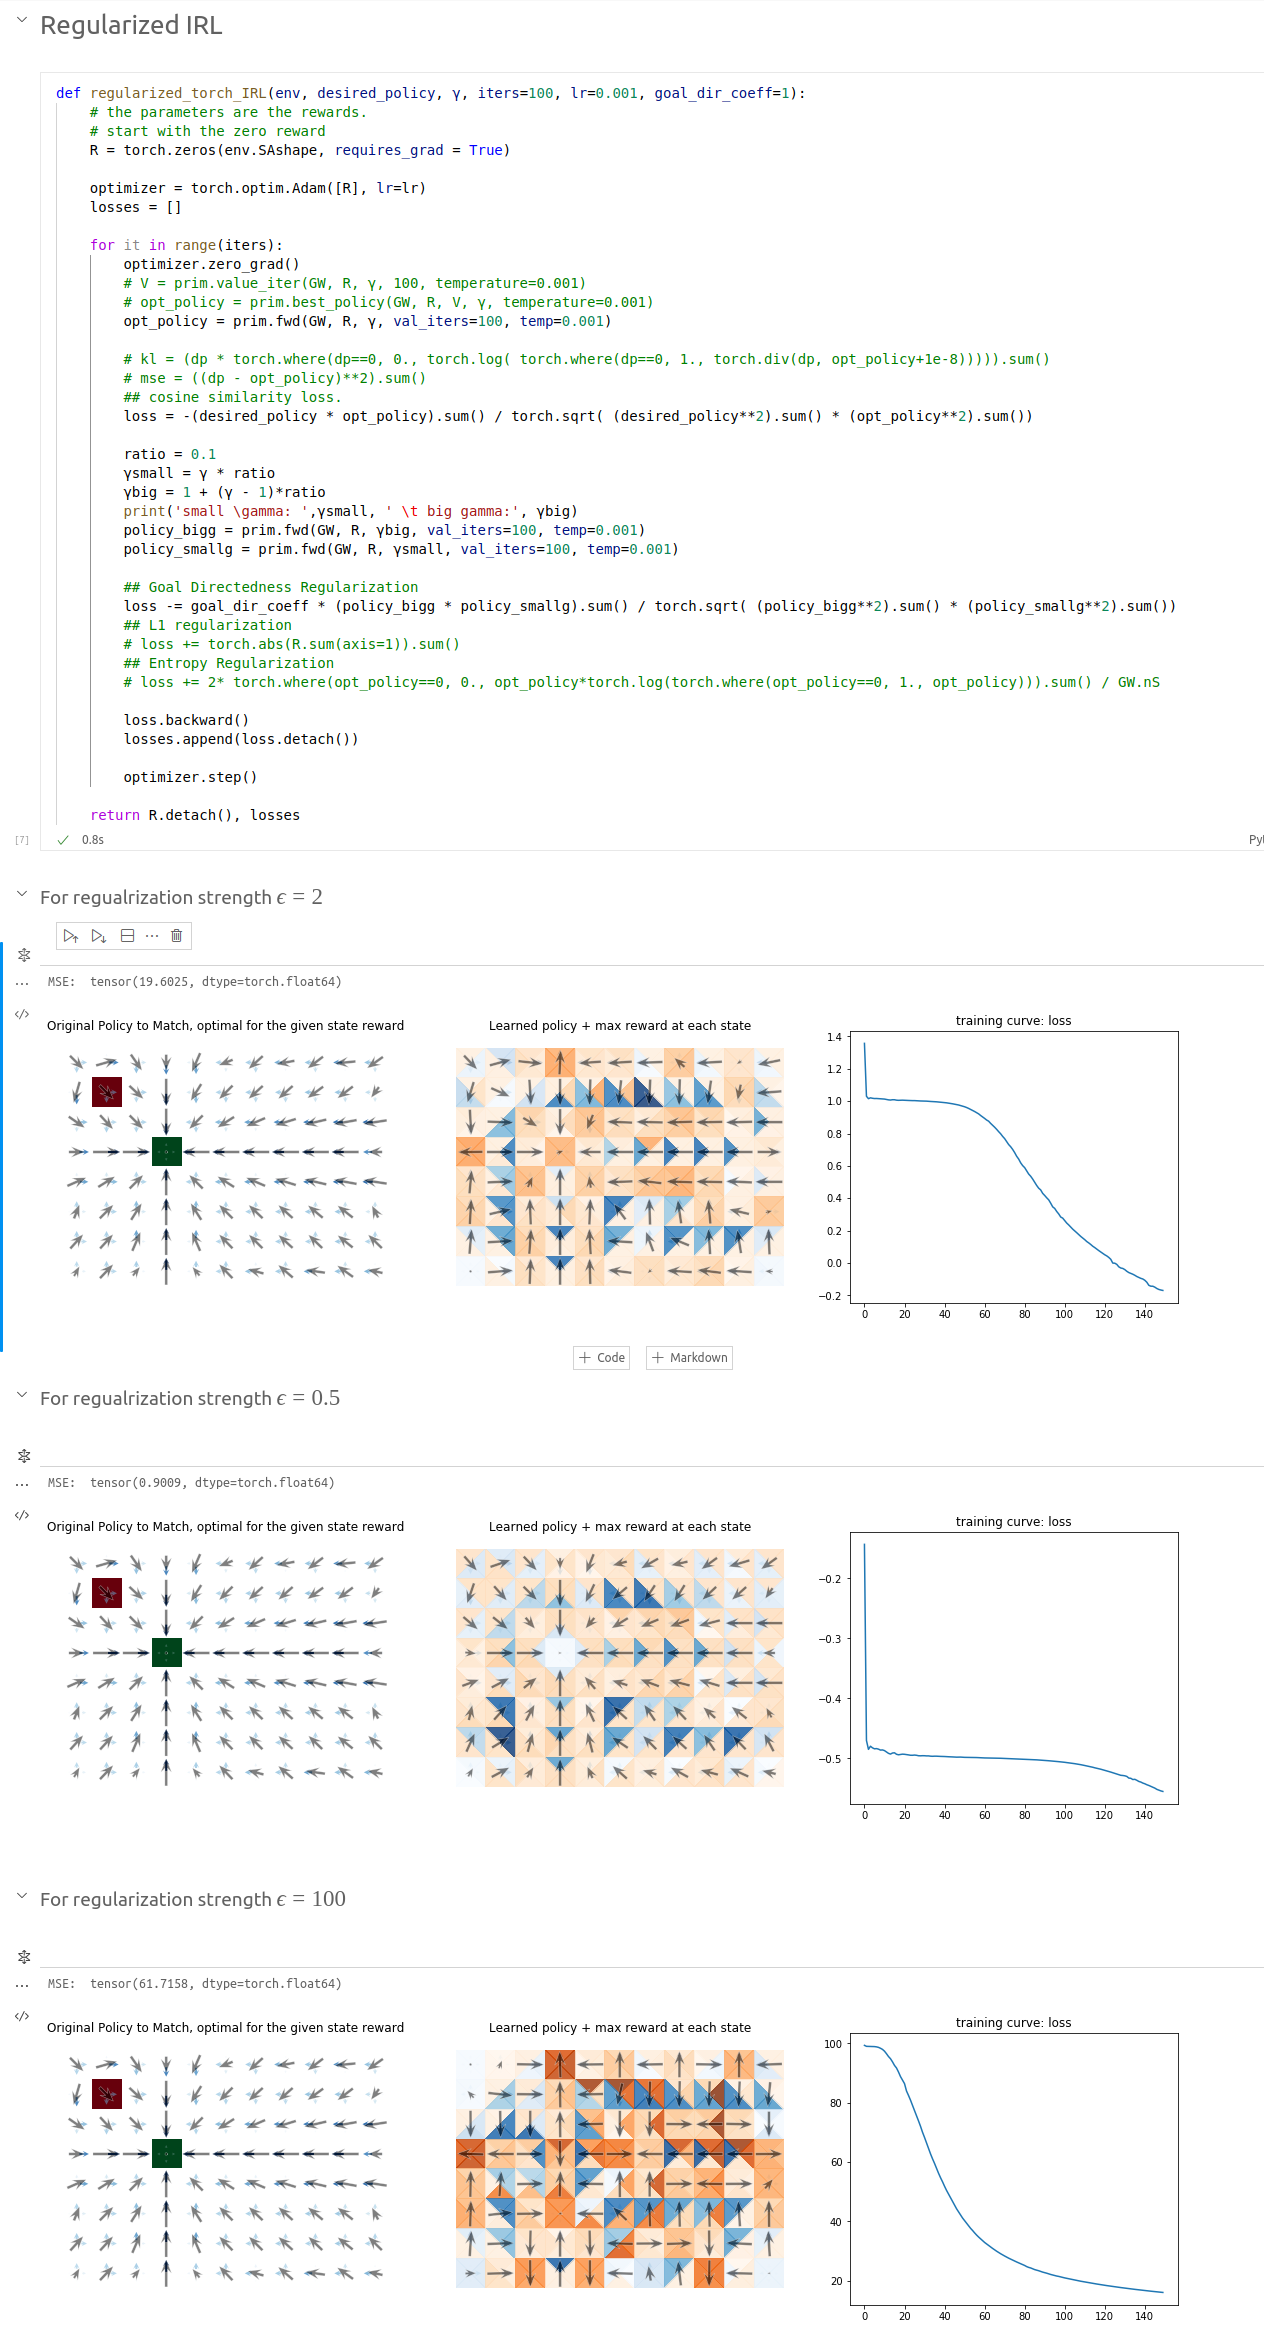 Regularized IRL
def regularized_torch_IRL(env, desired_policy, γ, iters=100, lr=0.001, goal_dir_coeff=1):
# the parameters are the rewards.
# start with the zero reward
R = torch.zeros(env.SAshape, requires_grad = True)
optimizer = torch.optim.Adam([R], lr=lr)
losses = []
for it in range(iters):
optimizer.zero_grad()
# V = prim.value_iter(GW, R, γ, 100, temperature=0.001)
# opt_policy = prim.best_policy(GW, R, V, γ, temperature=0.001)
opt_policy = prim.fwd(GW, R, γ, val_iters=100, temp=0.001)
# kl = (dp * torch.where(dp==0, 0., torch.log( torch.where(dp==0, 1., torch.div(dp, opt_policy+1e-8))))).sum()
# mse = ((dp - opt_policy)**2).sum()
## cosine similarity loss.
loss = -(desired_policy * opt_policy).sum() / torch.sqrt( (desired_policy**2).sum() * (opt_policy**2).sum())
ratio = 0.1
γsmall = γ * ratio
γbig = 1 + (γ - 1)*ratio
print('small \gamma: ',γsmall, ' \t big gamma:', γbig)
policy_bigg = prim.fwd(GW, R, γbig, val_iters=100, temp=0.001)
policy_smallg = prim.fwd(GW, R, γsmall, val_iters=100, temp=0.001)
## Goal Directedness Regularization
loss -= goal_dir_coeff * (policy_bigg * policy_smallg).sum() / torch.sqrt( (policy_bigg**2).sum() * (policy_smallg**2).sum())
## L1 regularization
# loss += torch.abs(R.sum(axis=1)).sum()
## Entropy Regularization
# loss += 2* torch.where(opt_policy==0, 0., opt_policy*torch.log(torch.where(opt_policy==0, 1., opt_policy))).sum() / GW.nS
loss.backward()
losses.append(loss.detach())
optimizer.step()
return R.detach(), losses
[7] 0.8s
For regualrization strength ϵ = 2
MSE: tensor(19.6025, dtype=torch.float64)
Original Policy to Match, optimal for the given state reward
Learned policy + max reward at each state
training curve: loss
1.4
1.2
1.0
0.8
0.6
0.4
0.2
0.0
−0.2
0 20 40 60 80 100 120 140
+ Code + Markdown
For regualrization strength ϵ = 0.5
MSE: tensor(0.9009, dtype=torch.float64)
Original Policy to Match, optimal for the given state reward
Learned policy + max reward at each state
training curve: loss
−0.2
−0.3
−0.4
−0.5
0 20 40 60 80 100 120 140
For regularization strength ϵ = 100
MSE: tensor(61.7158, dtype=torch.float64)
Original Policy to Match, optimal for the given state reward
Learned policy + max reward at each state
training curve: loss
100
80
60
40
20
0 20 40 60 80 100 120 140